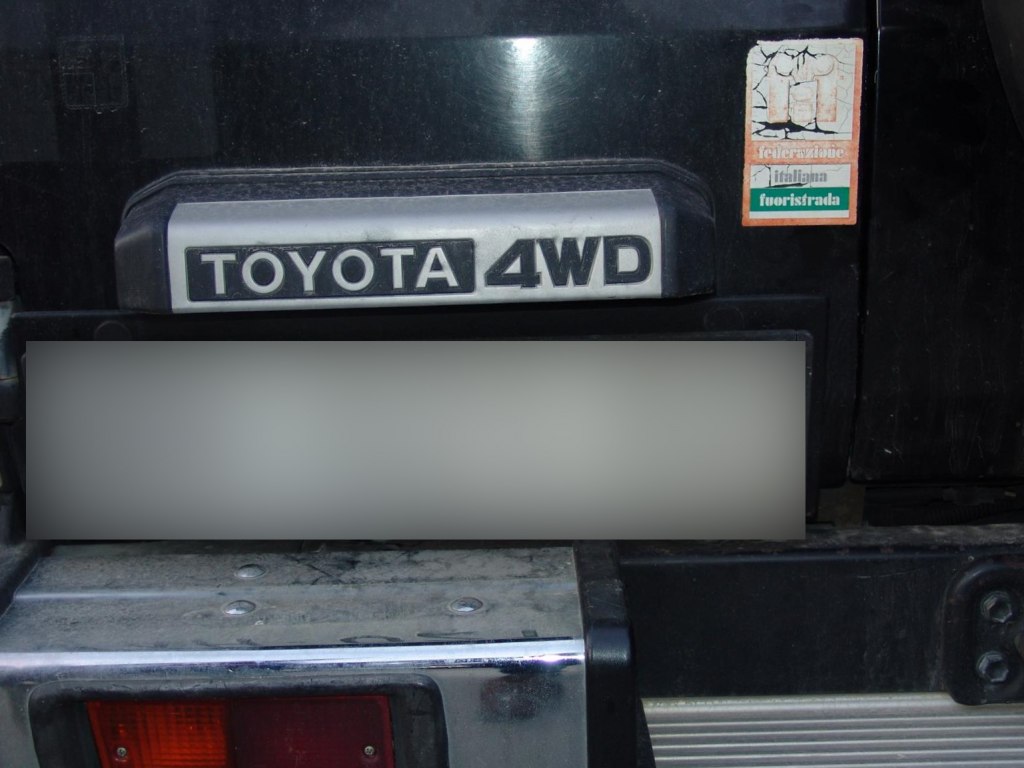 TOYOTA 4WD
federazione
italiana
fuoristrada